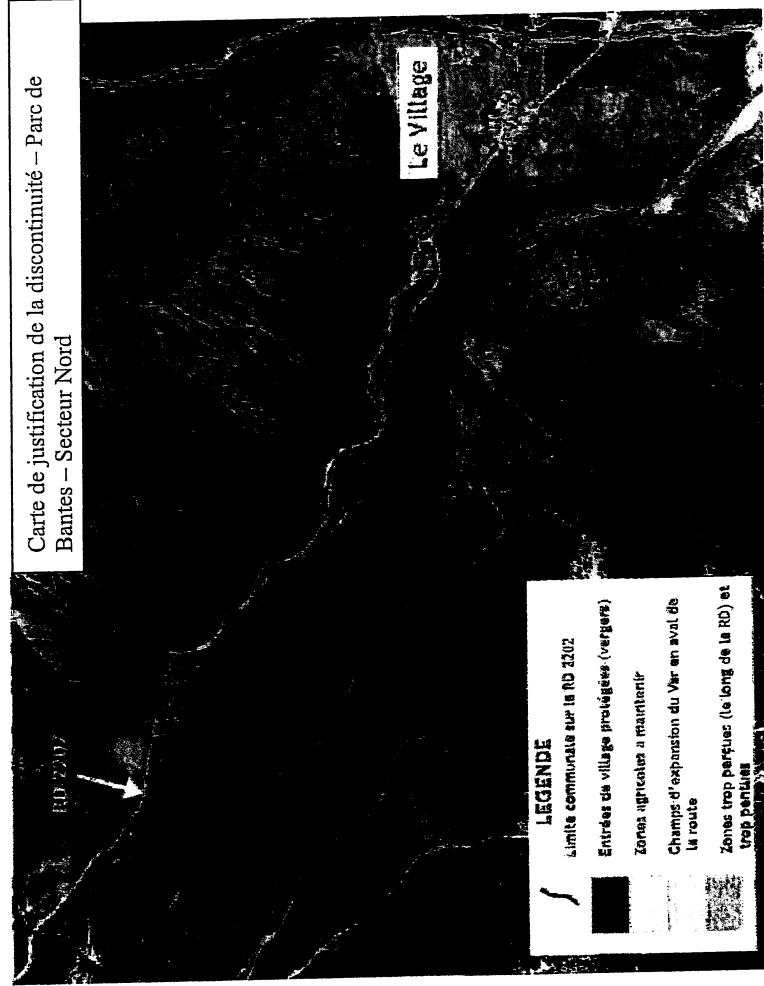 Carte de justification de la discontinuité – Parc de
Bantes – Secteur Nord
Le Village
RD 2202
LEGENDE
Limite communale sur la RD 2202
Entrées de village protégées (vergers)
Zones agricoles a maintenir
Champs d'expansion du Var en aval de
la route
Zones trop perçues (le long de la RD) et
trop pentues